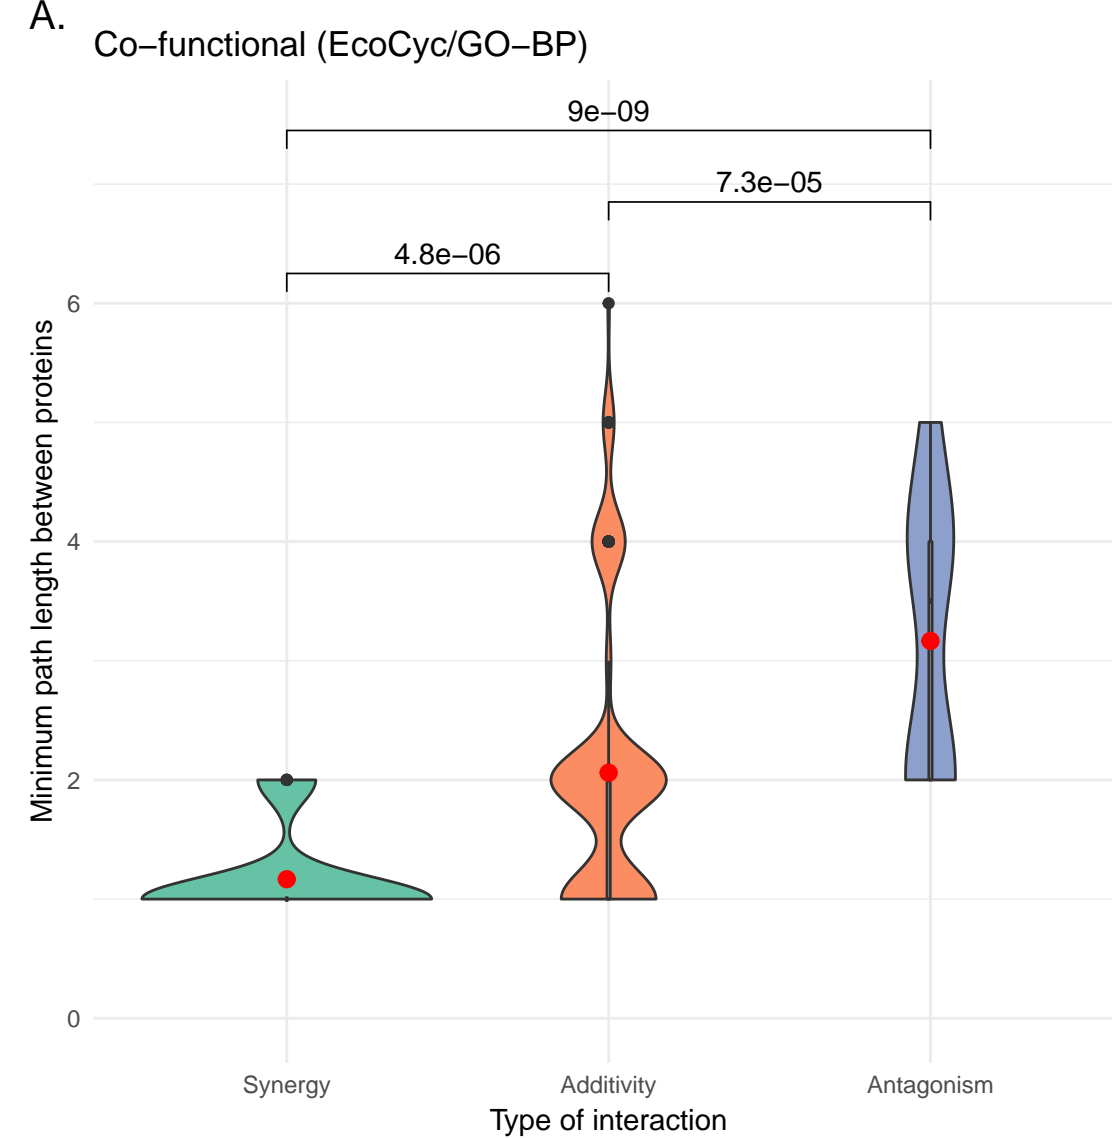 A.
Co−functional (EcoCyc/GO−BP)
9e−09
7.3e−05
4.8e−06
6
4
2
0
Minimum path length between proteins
Synergy Additivity Antagonism
Type of interaction